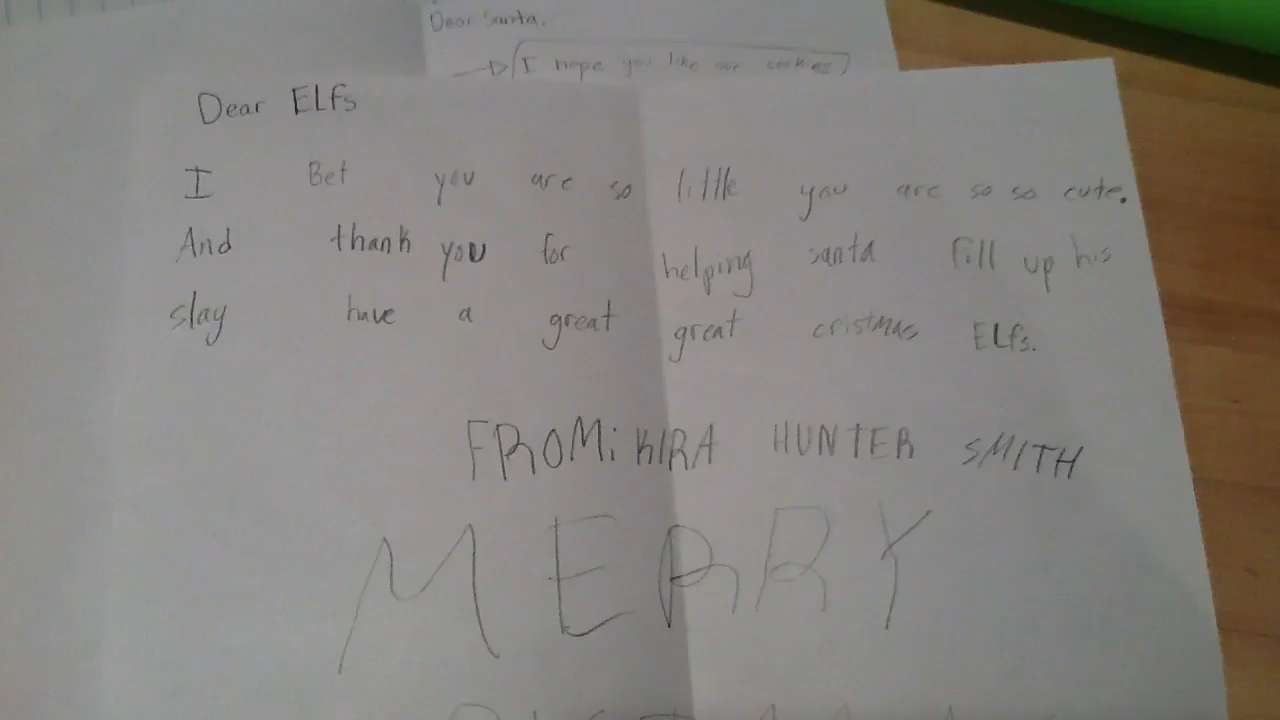 Dear Santa.
I hope you like our cookies
Dear ELfs
I Bet you are so little you are so so cute.
And thank you for helping santa fill up his
slay have a great great cristmas ELfs.
FROM: KIRA HUNTER SMITH
MERRY